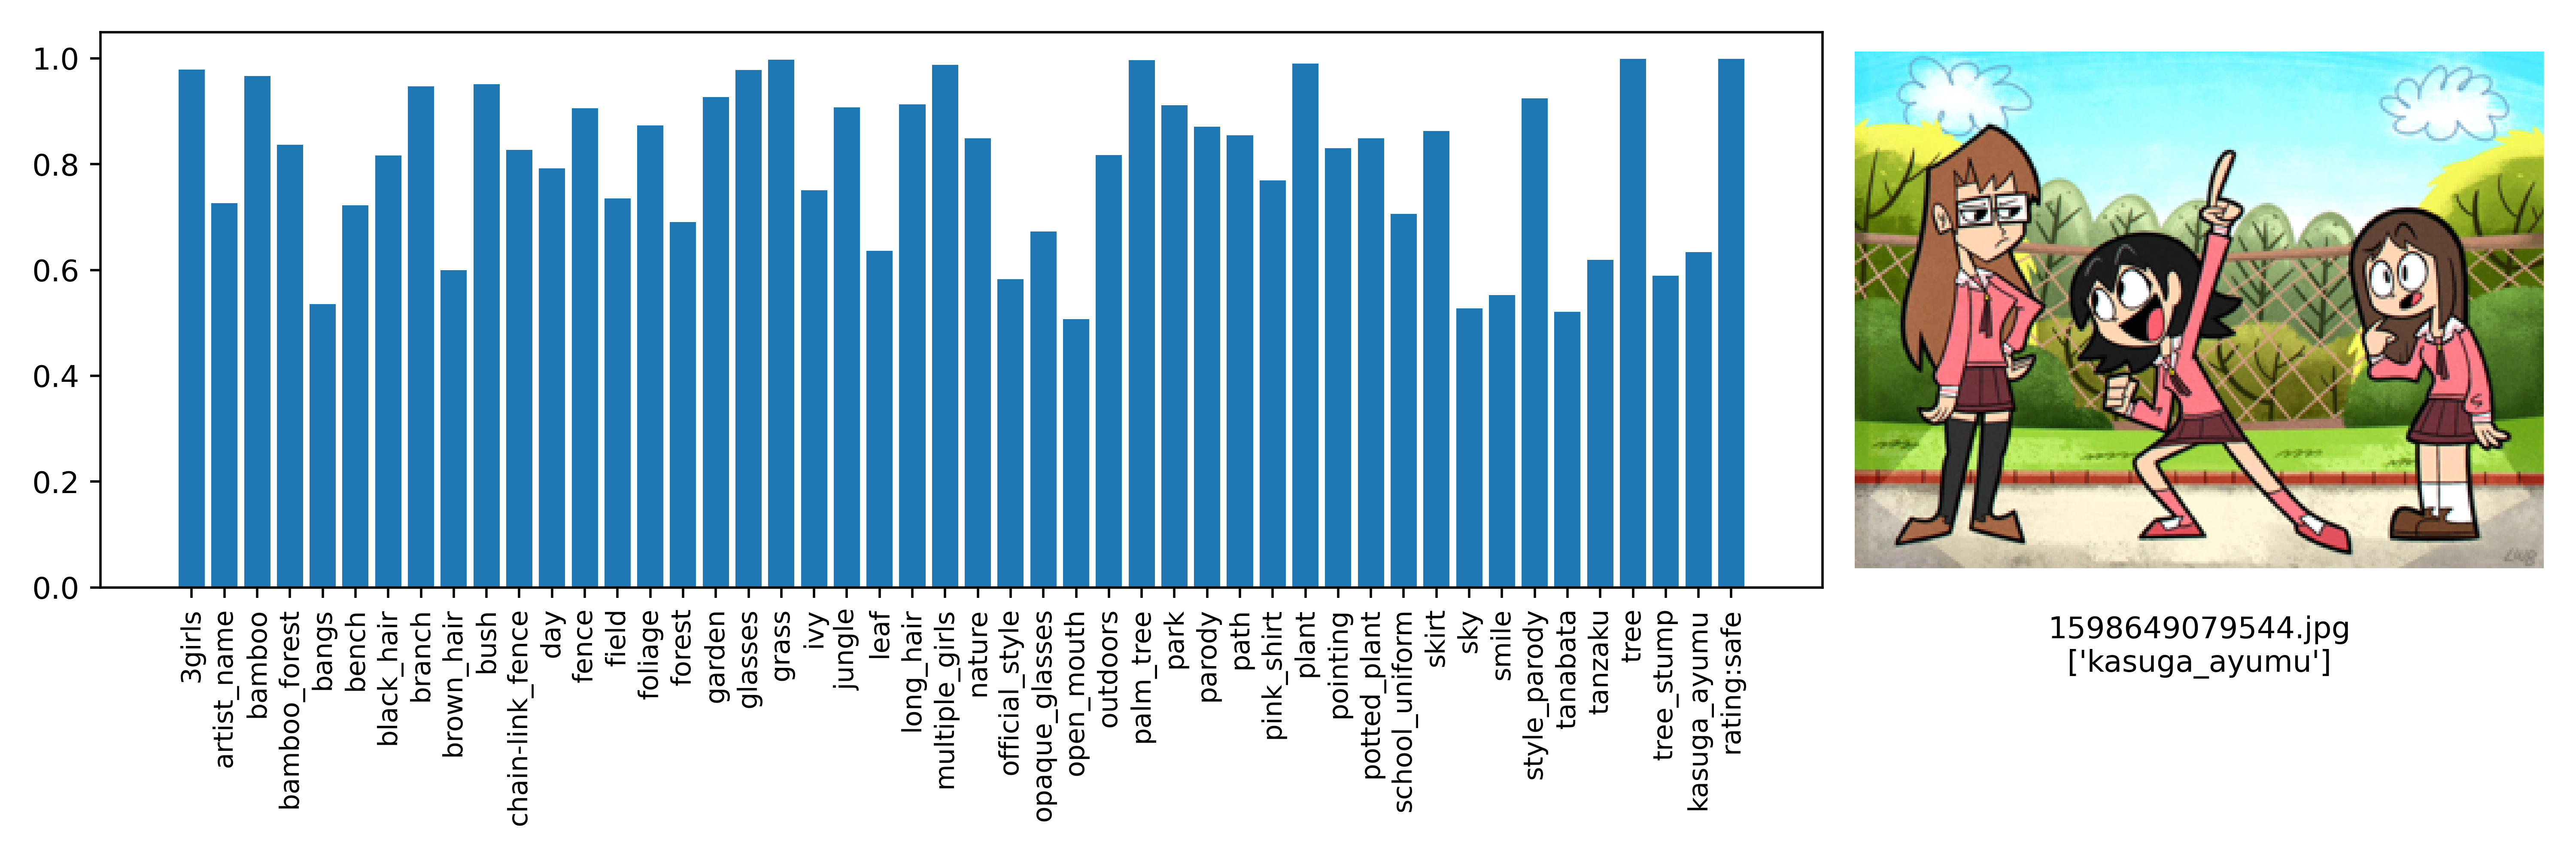 1.0
0.8
0.6
0.4
0.2
0.0
3girls
artist_name
bamboo
bamboo_forest
bangs
bench
black_hair
branch
brown_hair
bush
chain-link_fence
day
fence
field
foliage
forest
garden
glasses
grass
ivy
jungle
leaf
long_hair
multiple_girls
nature
official_style
opaque_glasses
open_mouth
outdoors
palm_tree
park
parody
path
pink_shirt
plant
pointing
potted_plant
school_uniform
skirt
sky
smile
style_parody
tanabata
tanzaku
tree
tree_stump
kasuga_ayumu
rating:safe
1598649079544.jpg
['kasuga_ayumu']